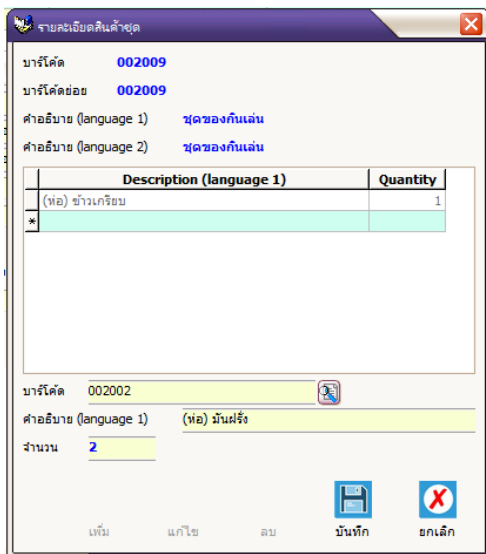 รายละเอียดสินค้าชุด
บาร์โค้ด 002009
บาร์โค้ดย่อย 002009
คำอธิบาย (language 1) ชุดของกินเล่น
คำอธิบาย (language 2) ชุดของกินเล่น
Description (language 1) Quantity
(ห่อ) ข้าวเกรียบ 1
*
บาร์โค้ด 002002
คำอธิบาย (language 1) (ห่อ) มันฝรั่ง
จำนวน 2
เพิ่ม แก้ไข ลบ บันทึก ยกเลิก